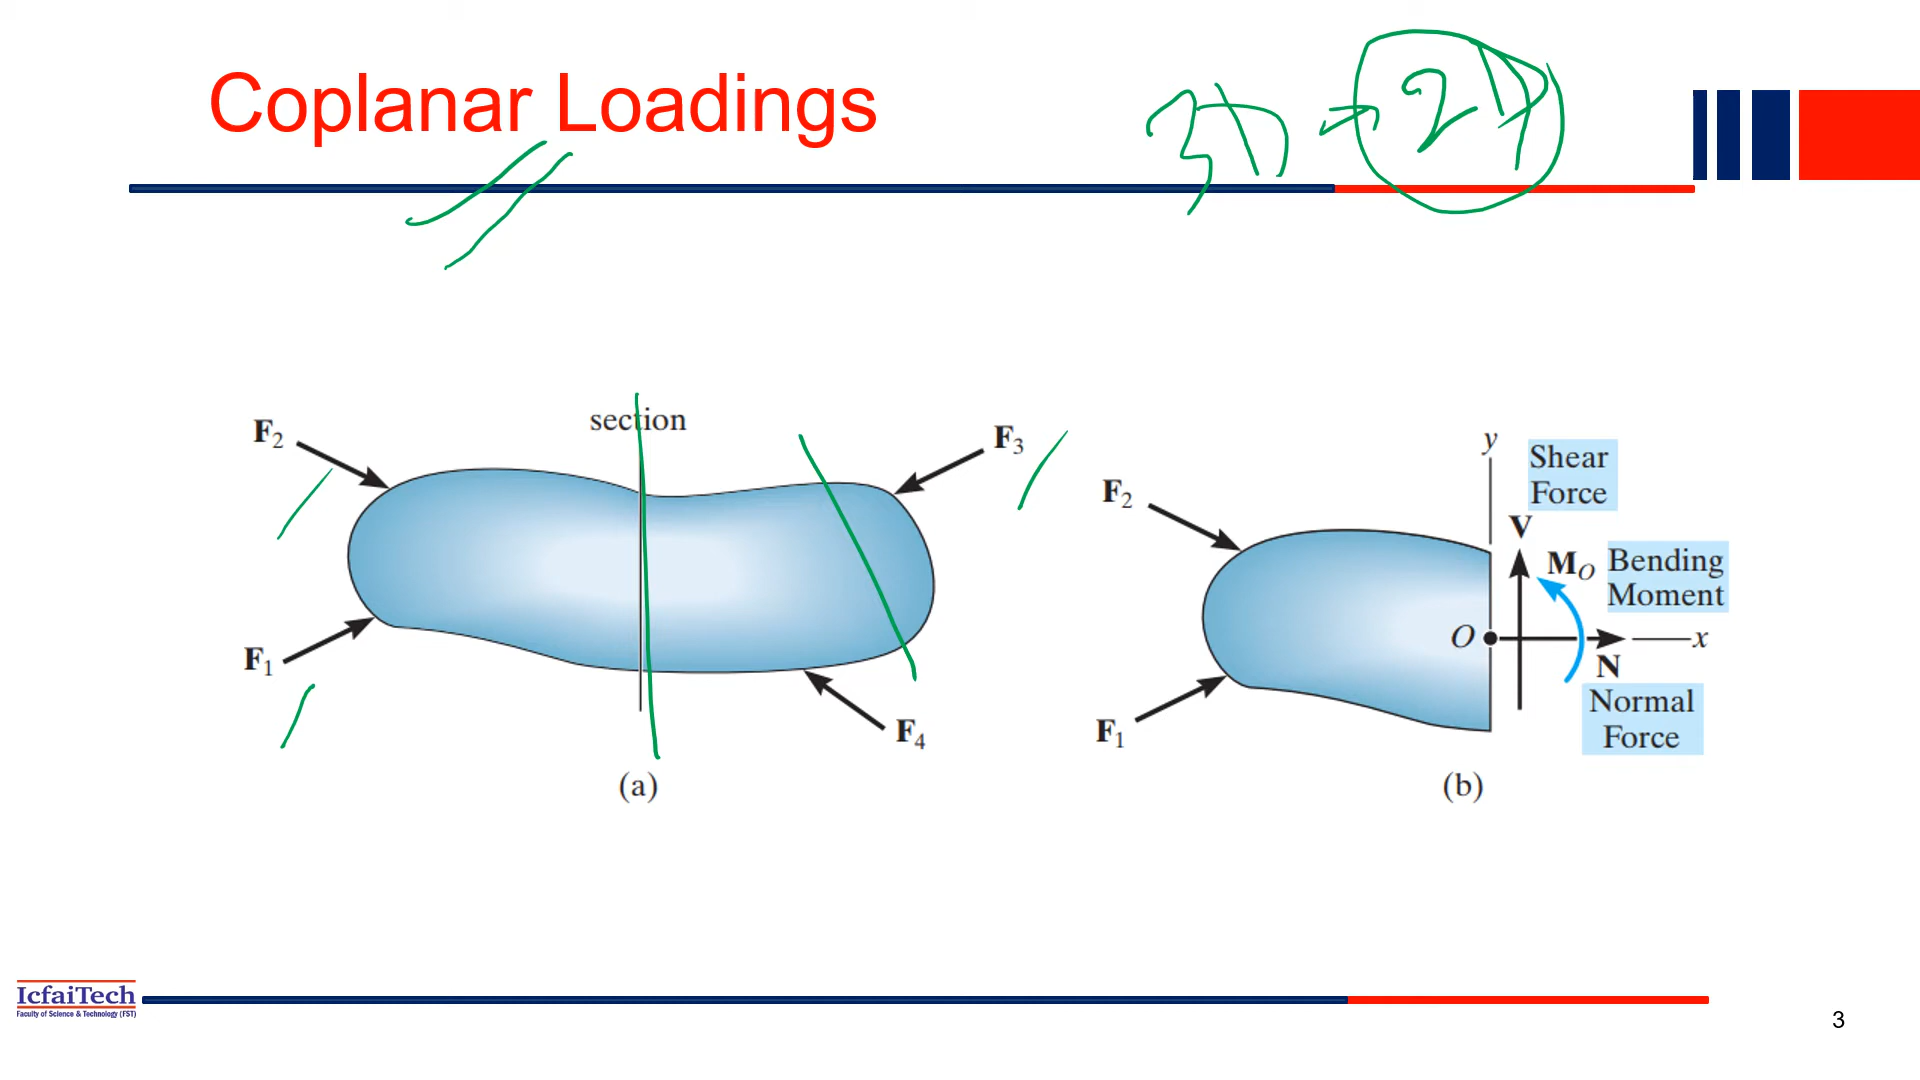 Coplanar Loadings
3D → 2D
section
F2
F3
F1
F4
(a)
y
Shear
Force
F2
V
MO
Bending
Moment
O
x
N
Normal
Force
F1
(b)
IcfaiTech
Faculty of Science & Technology (FST)
3